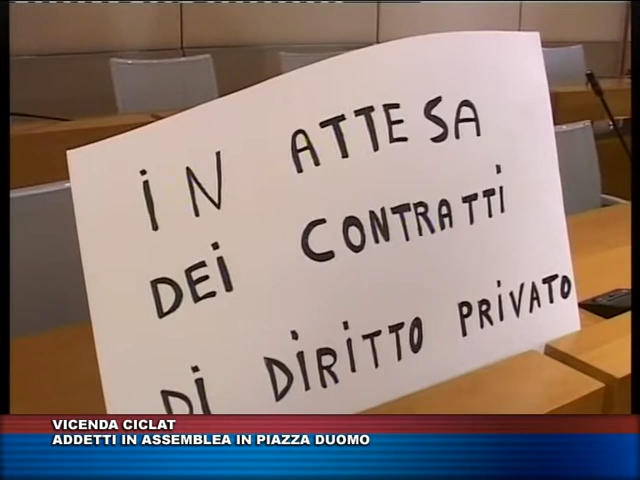 iN ATTESA
DEi CONTRATTi
Di DiRiTTO PRiVATO
VICENDA CICLAT
ADDETTI IN ASSEMBLEA IN PIAZZA DUOMO